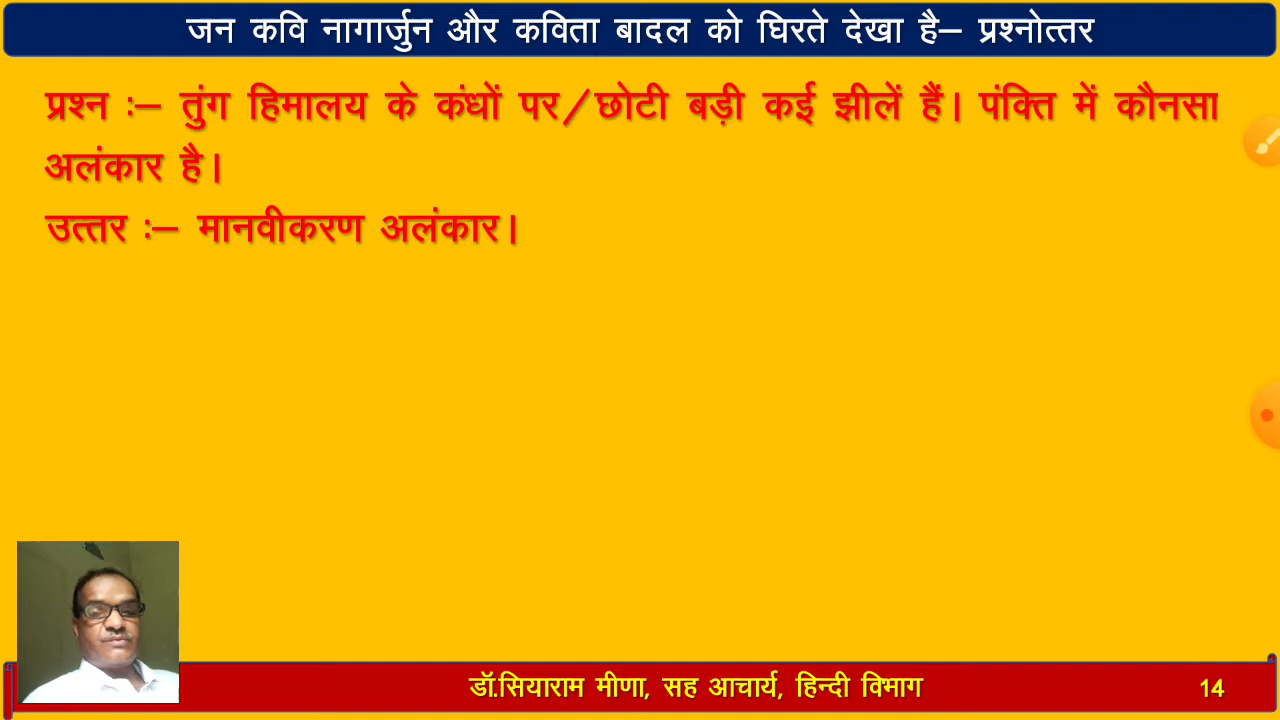 जन कवि नागार्जुन और कविता बादल को घिरते देखा है– प्रश्नोत्तर
प्रश्न :– तुंग हिमालय के कंधों पर/छोटी बड़ी कई झीलें हैं। पंक्ति में कौनसा
अलंकार है।
उत्तर :– मानवीकरण अलंकार।
डॉ.सियाराम मीणा, सह आचार्य, हिन्दी विभाग 14